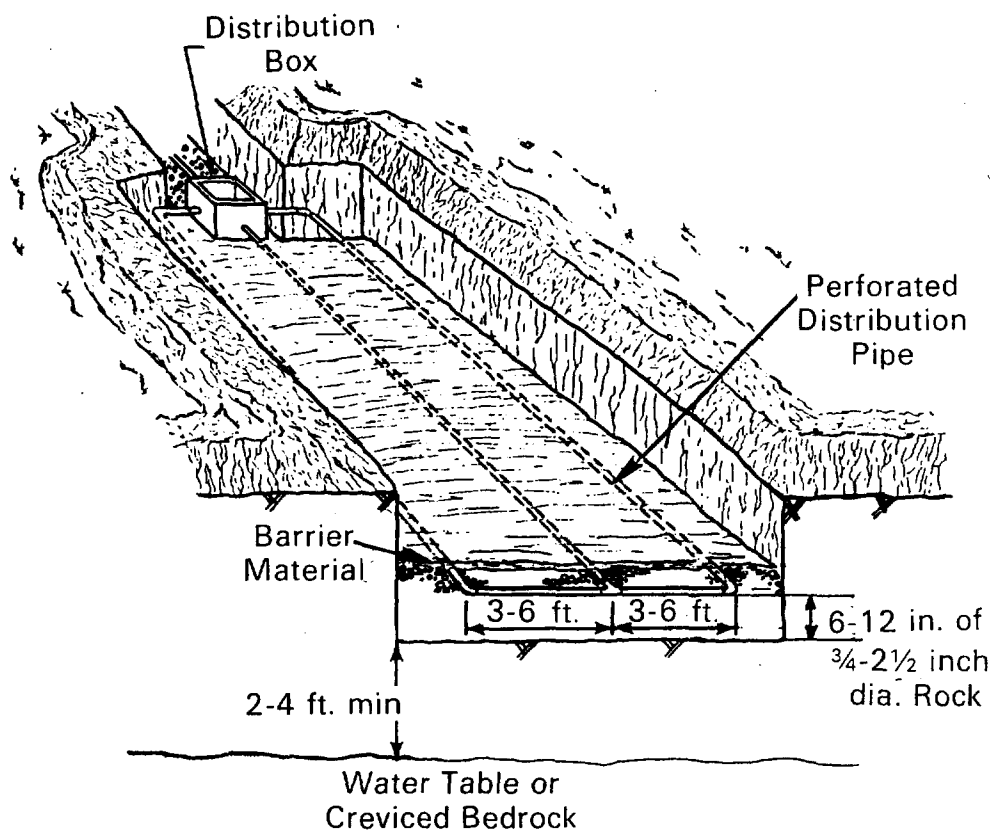 Distribution
Box
Perforated
Distribution
Pipe
Barrier
Material
3-6 ft.
3-6 ft.
6-12 in. of
¾-2½ inch
dia. Rock
2-4 ft. min
Water Table or
Creviced Bedrock